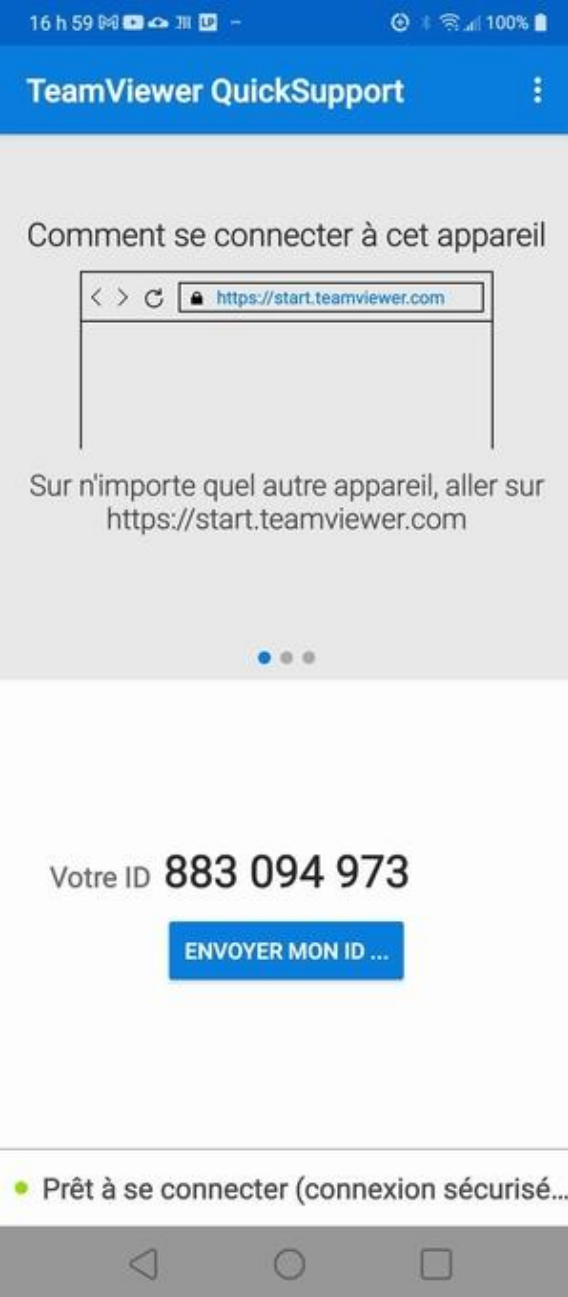 16 h 59 100%
TeamViewer QuickSupport
Comment se connecter à cet appareil
https://start.teamviewer.com
Sur n'importe quel autre appareil, aller sur
https://start.teamviewer.com
Votre ID 883 094 973
ENVOYER MON ID ...
Prêt à se connecter (connexion sécurisé...